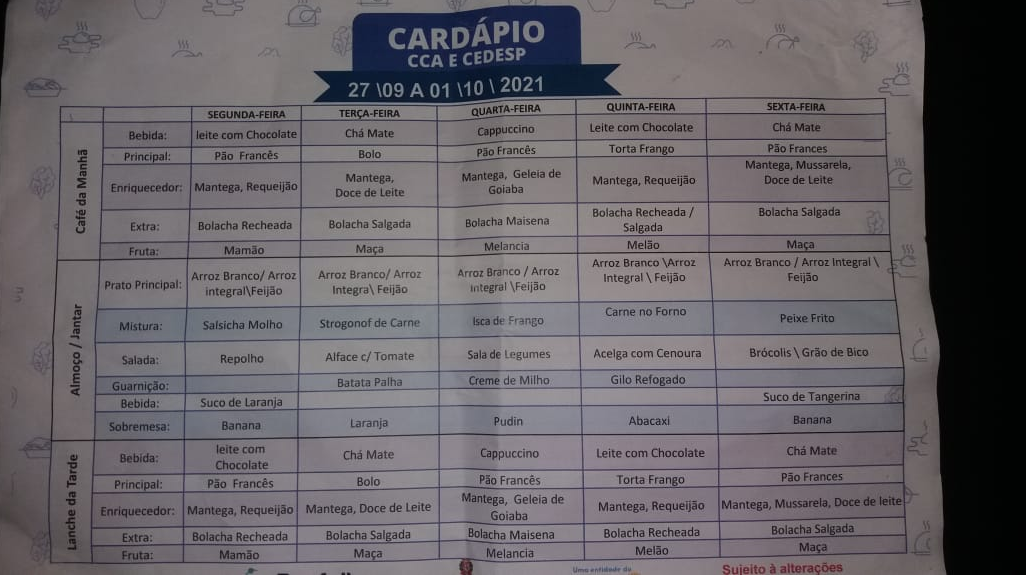 CARDÁPIO
CCA E CEDESP
27 \09 A 01 \10 \ 2021
SEGUNDA-FEIRA TERÇA-FEIRA QUARTA-FEIRA QUINTA-FEIRA SEXTA-FEIRA
Café da Manhã
Bebida: leite com Chocolate Chá Mate Cappuccino Leite com Chocolate Chá Mate
Principal: Pão Francês Bolo Pão Francês Torta Frango Pão Frances
Enriquecedor: Mantega, Requeijão Mantega, Doce de Leite Mantega, Geleia de Goiaba Mantega, Requeijão Mantega, Mussarela, Doce de Leite
Extra: Bolacha Recheada Bolacha Salgada Bolacha Maisena Bolacha Recheada / Salgada Bolacha Salgada
Fruta: Mamão Maça Melancia Melão Maça
Almoço / Jantar
Prato Principal: Arroz Branco/ Arroz integral\Feijão Arroz Branco/ Arroz Integra\ Feijão Arroz Branco / Arroz Integral \Feijão Arroz Branco \Arroz Integral \ Feijão Arroz Branco / Arroz Integral \ Feijão
Mistura: Salsicha Molho Strogonof de Carne Isca de Frango Carne no Forno Peixe Frito
Salada: Repolho Alface c/ Tomate Sala de Legumes Acelga com Cenoura Brócolis \ Grão de Bico
Guarnição: Batata Palha Creme de Milho Gilo Refogado
Bebida: Suco de Laranja Suco de Tangerina
Sobremesa: Banana Laranja Pudin Abacaxi Banana
Lanche da Tarde
Bebida: leite com Chocolate Chá Mate Cappuccino Leite com Chocolate Chá Mate
Principal: Pão Francês Bolo Pão Francês Torta Frango Pão Frances
Enriquecedor: Mantega, Requeijão Mantega, Doce de Leite Mantega, Geleia de Goiaba Mantega, Requeijão Mantega, Mussarela, Doce de leite
Extra: Bolacha Recheada Bolacha Salgada Bolacha Maisena Bolacha Recheada Bolacha Salgada
Fruta: Mamão Maça Melancia Melão Maça
Uma entidade da
Sujeito à alterações